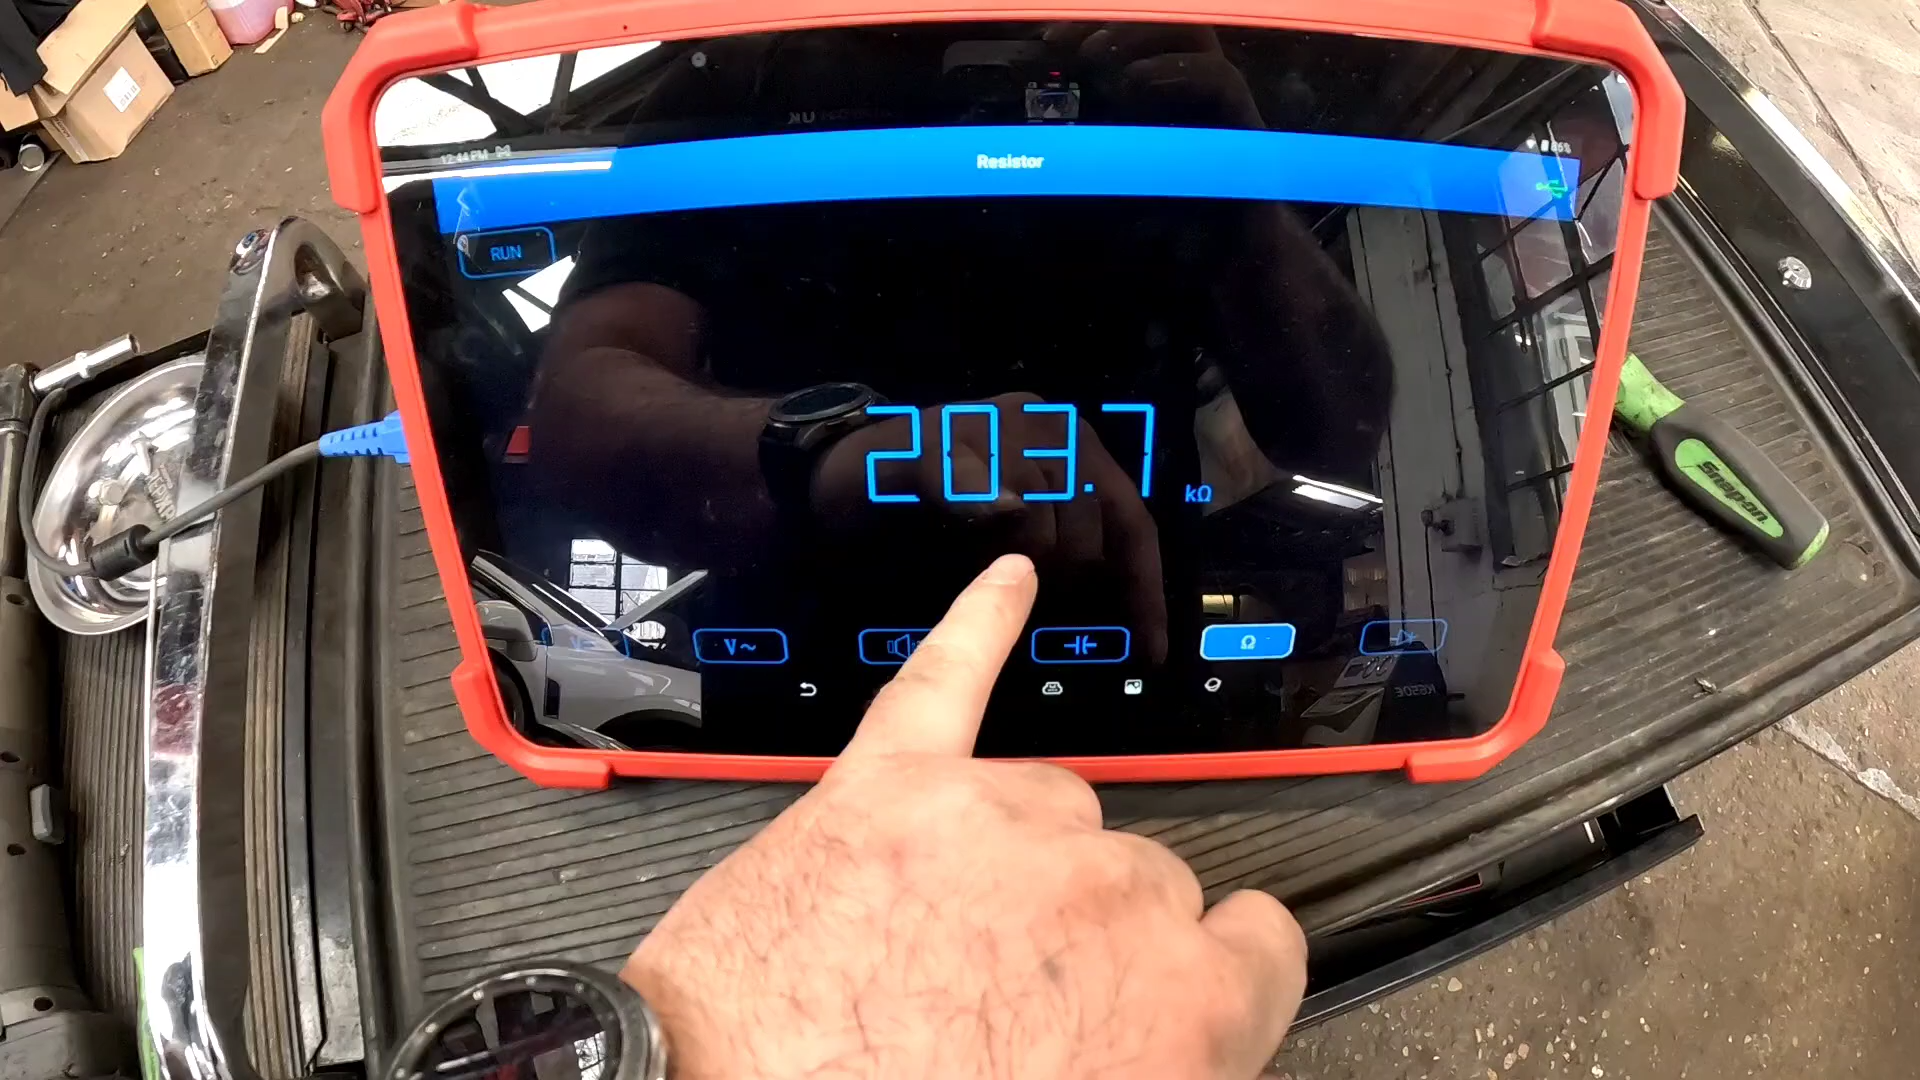 12:44 PM
Resistor
RUN
203.7
kΩ
V~
Ω
Snap-on